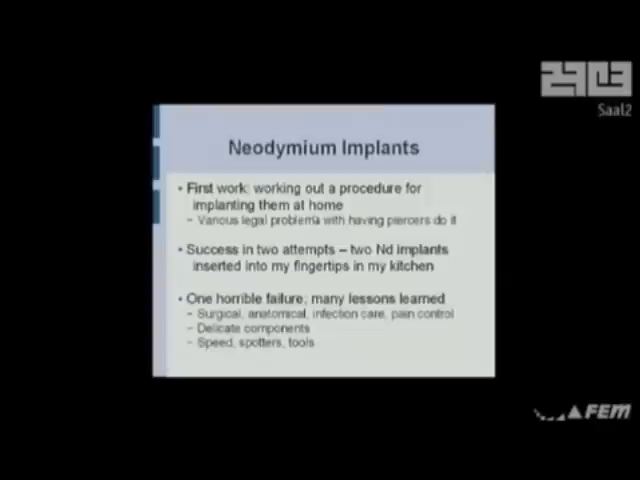 29C3
Saal2
Neodymium Implants
• First work: working out a procedure for
implanting them at home
– Various legal problems with having piercers do it
• Success in two attempts – two Nd implants
inserted into my fingertips in my kitchen
• One horrible failure; many lessons learned
– Surgical, anatomical, infection care, pain control
– Delicate components
– Speed, spotters, tools
FEM